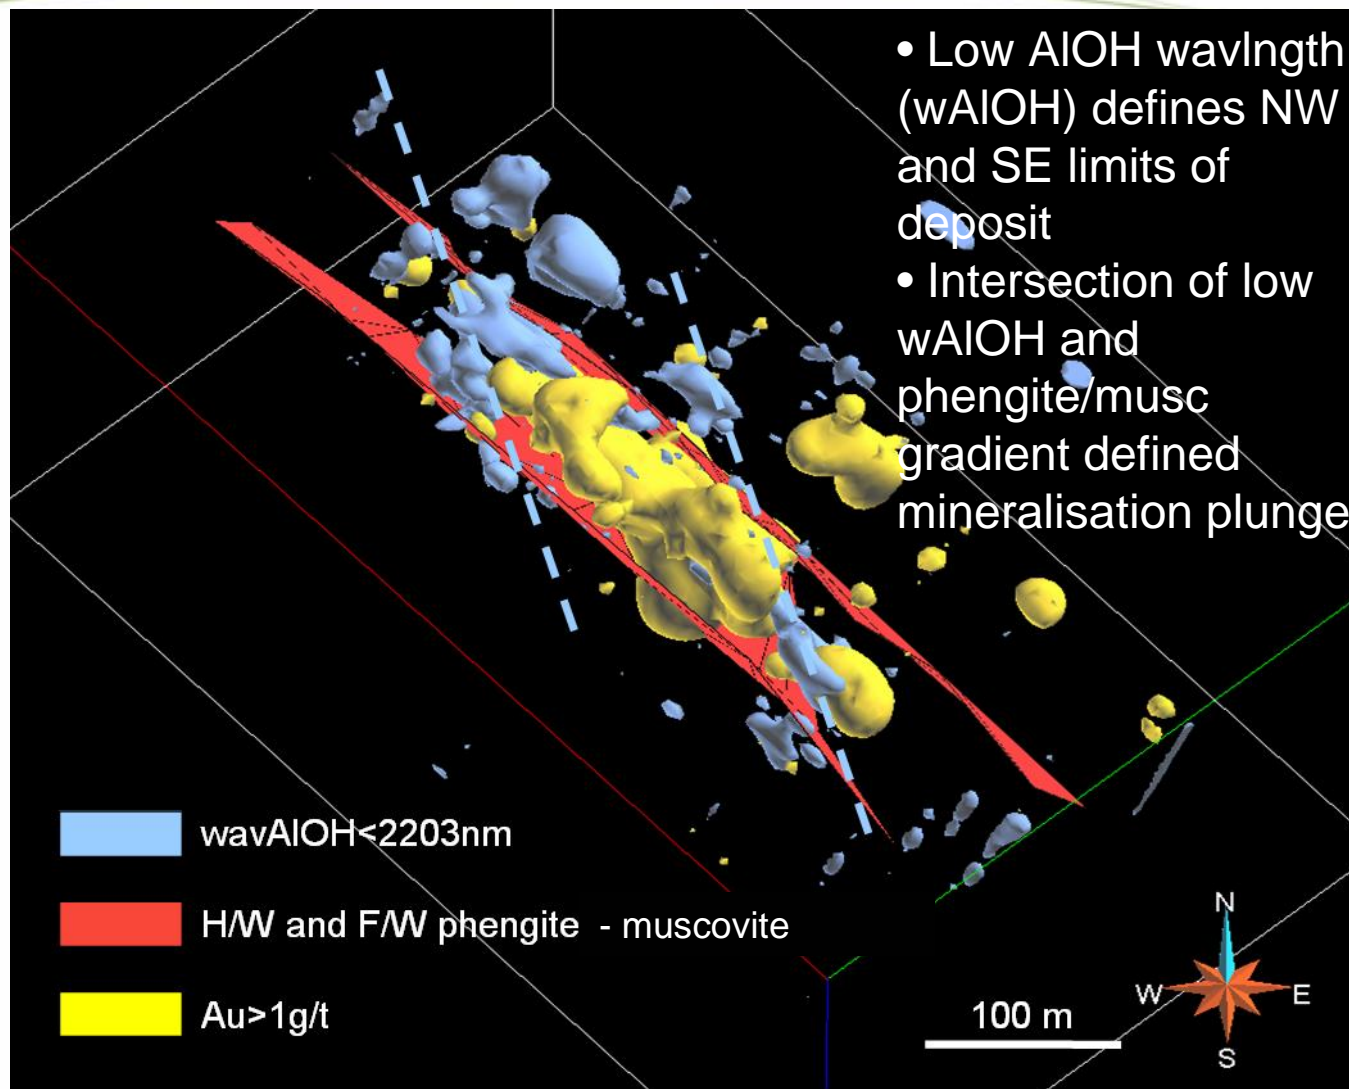 • Low AlOH wavlngth
(wAlOH) defines NW
and SE limits of
deposit
• Intersection of low
wAlOH and
phengite/musc
gradient defined
mineralisation plunge
wavAlOH<2203nm
H/W and F/W phengite - muscovite
Au>1g/t
100 m
N
W E
S